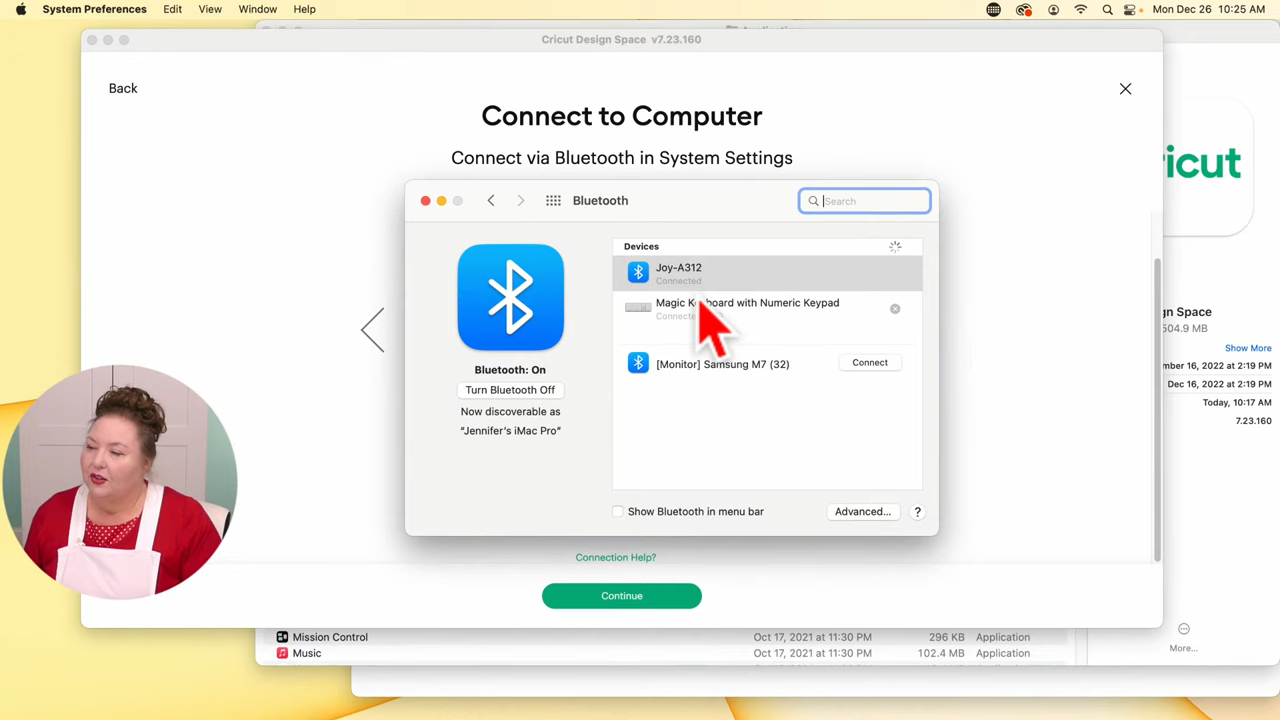 System Preferences Edit View Window Help Mon Dec 26 10:25 AM
Cricut Design Space v7.23.160
Back
Connect to Computer
Connect via Bluetooth in System Settings
Bluetooth
Search
Devices
Joy-A312
Connected
Magic Keyboard with Numeric Keypad
[Monitor] Samsung M7 (32) Connect
Bluetooth: On
Turn Bluetooth Off
Now discoverable as
“Jennifer’s iMac Pro”
Show Bluetooth in menu bar Advanced... ?
Connection Help?
Continue
Mission Control Oct 17, 2021 at 11:30 PM 296 KB Application
Music Oct 17, 2021 at 11:30 PM 102.4 MB Application
ricut
gn Space
504.9 MB
Show More
mber 16, 2022 at 2:19 PM
Dec 16, 2022 at 2:19 PM
Today, 10:17 AM
7.23.160
More...